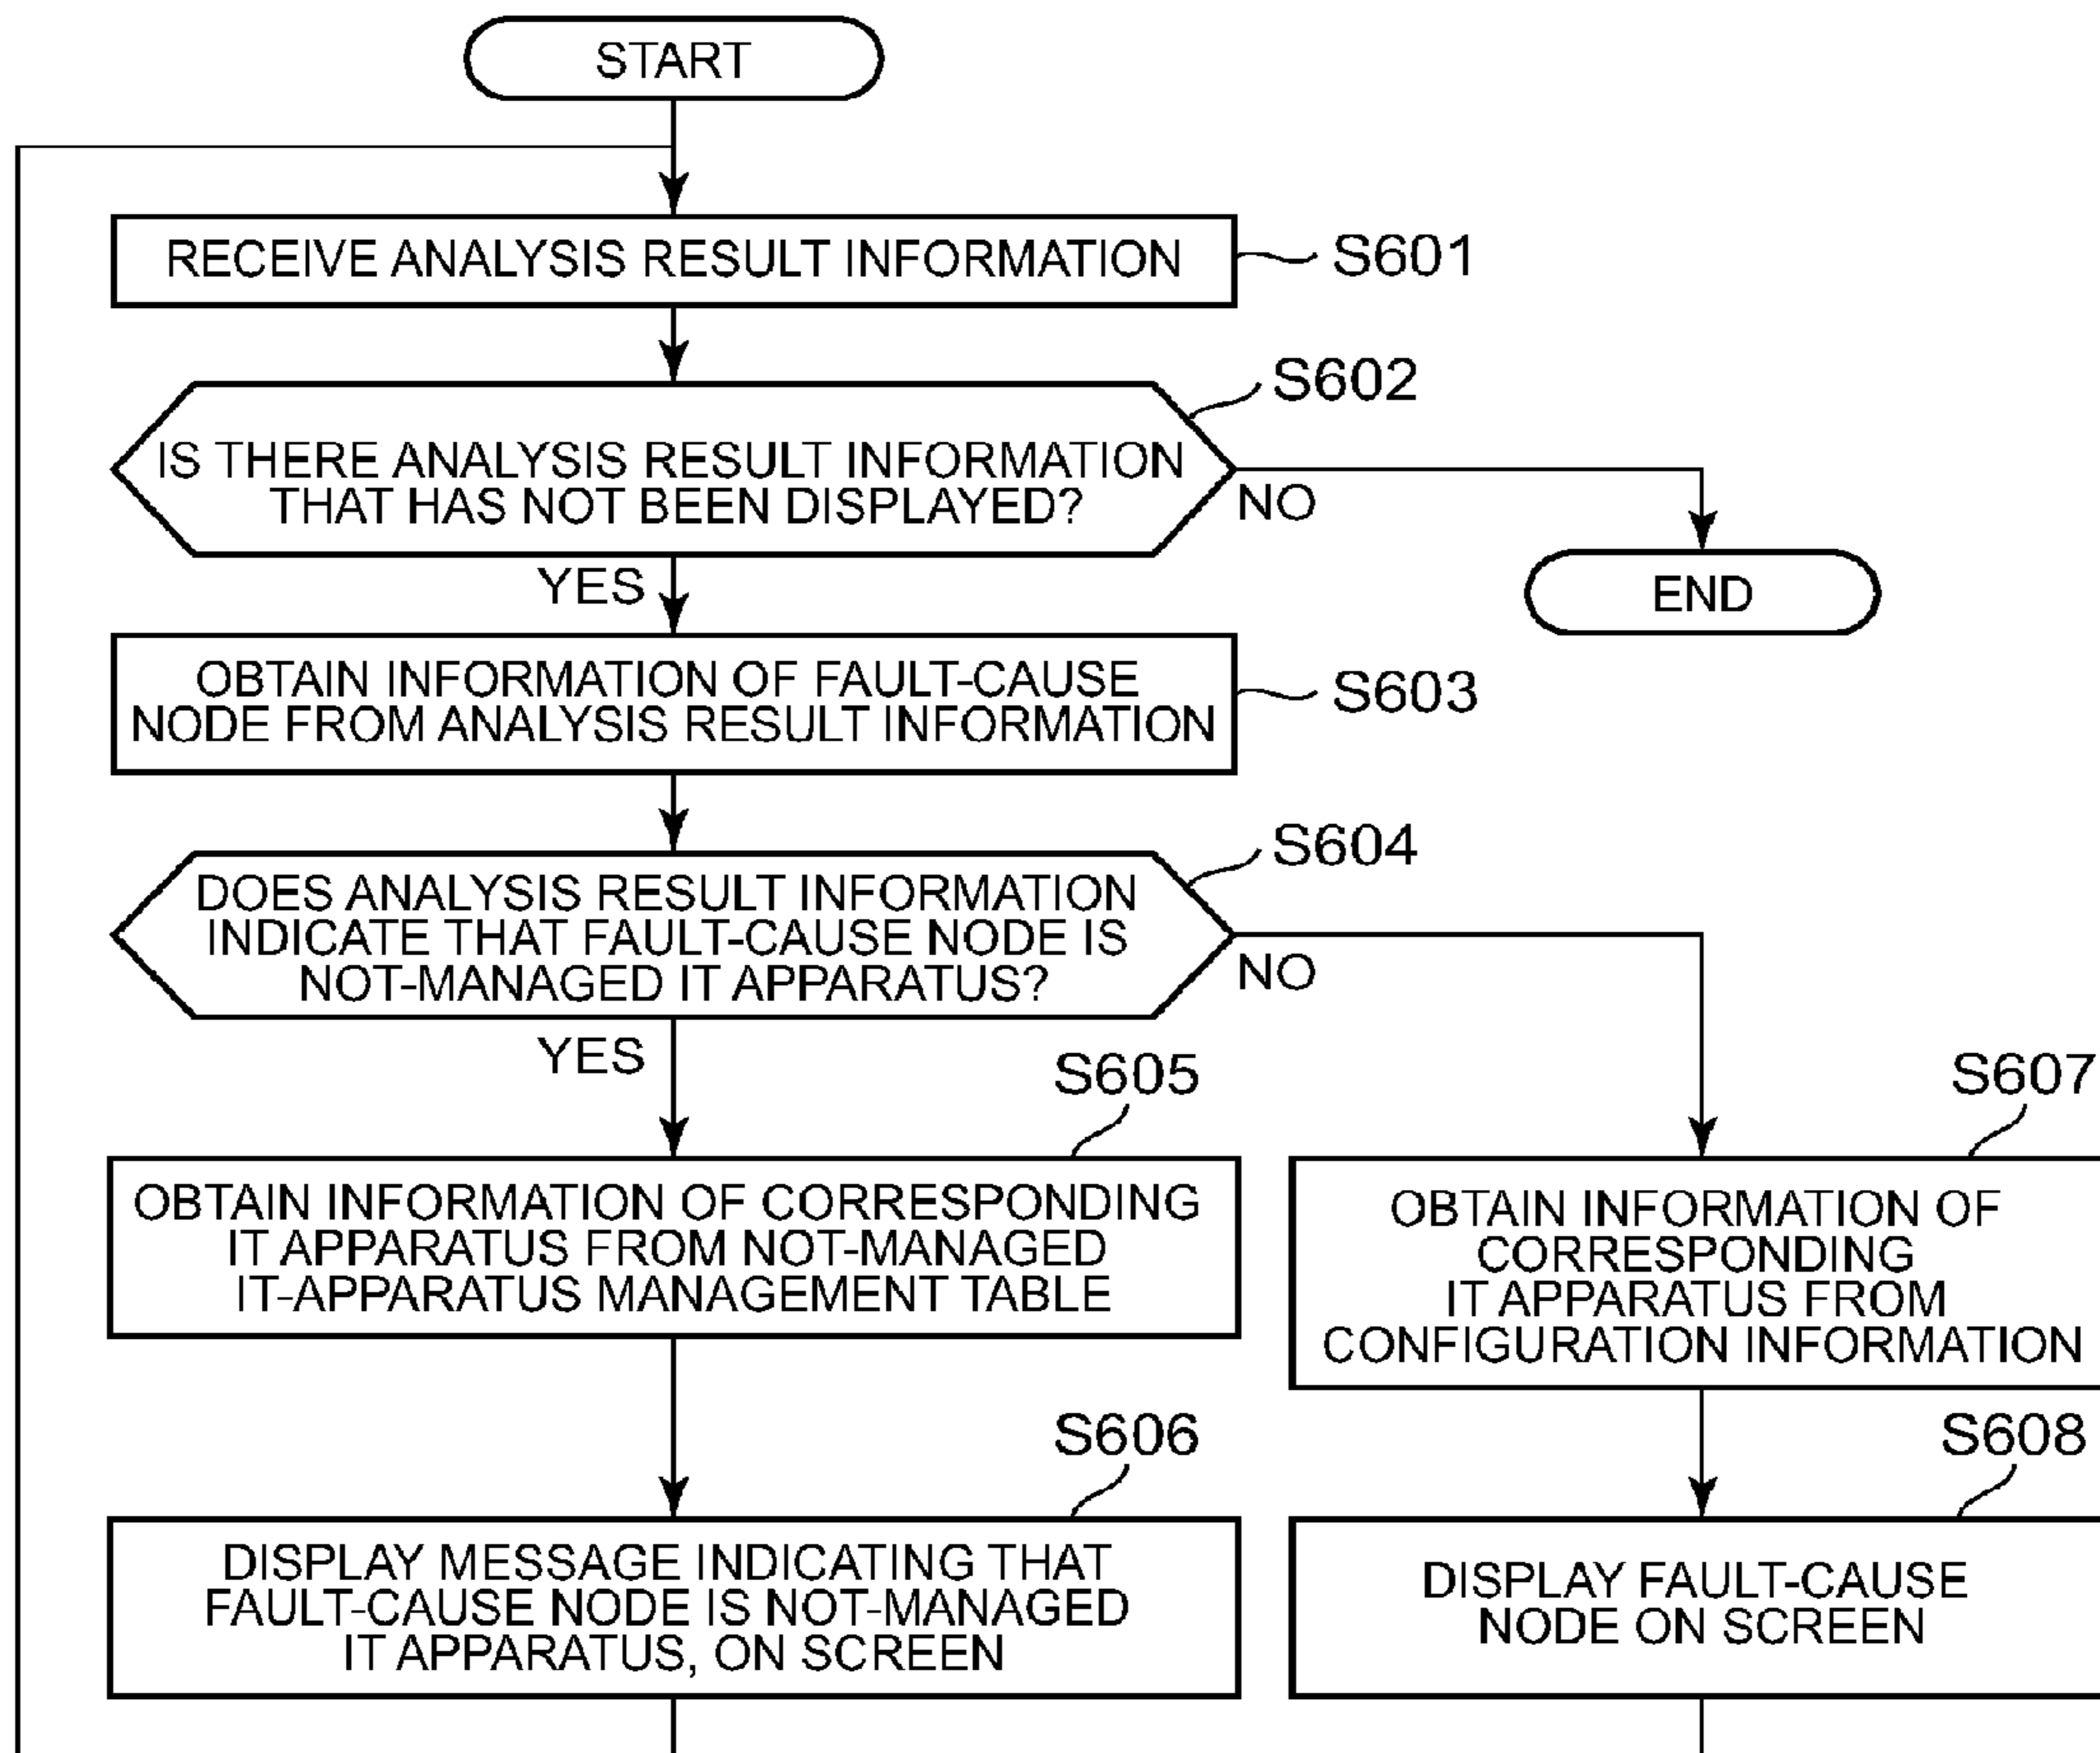 START
RECEIVE ANALYSIS RESULT INFORMATION
S601
S602
IS THERE ANALYSIS RESULT INFORMATION
THAT HAS NOT BEEN DISPLAYED?
NO
YES
END
OBTAIN INFORMATION OF FAULT-CAUSE
NODE FROM ANALYSIS RESULT INFORMATION
S603
S604
DOES ANALYSIS RESULT INFORMATION
INDICATE THAT FAULT-CAUSE NODE IS
NOT-MANAGED IT APPARATUS?
NO
YES
S605
OBTAIN INFORMATION OF CORRESPONDING
IT APPARATUS FROM NOT-MANAGED
IT-APPARATUS MANAGEMENT TABLE
S607
OBTAIN INFORMATION OF
CORRESPONDING
IT APPARATUS FROM
CONFIGURATION INFORMATION
S606
DISPLAY MESSAGE INDICATING THAT
FAULT-CAUSE NODE IS NOT-MANAGED
IT APPARATUS, ON SCREEN
S608
DISPLAY FAULT-CAUSE
NODE ON SCREEN